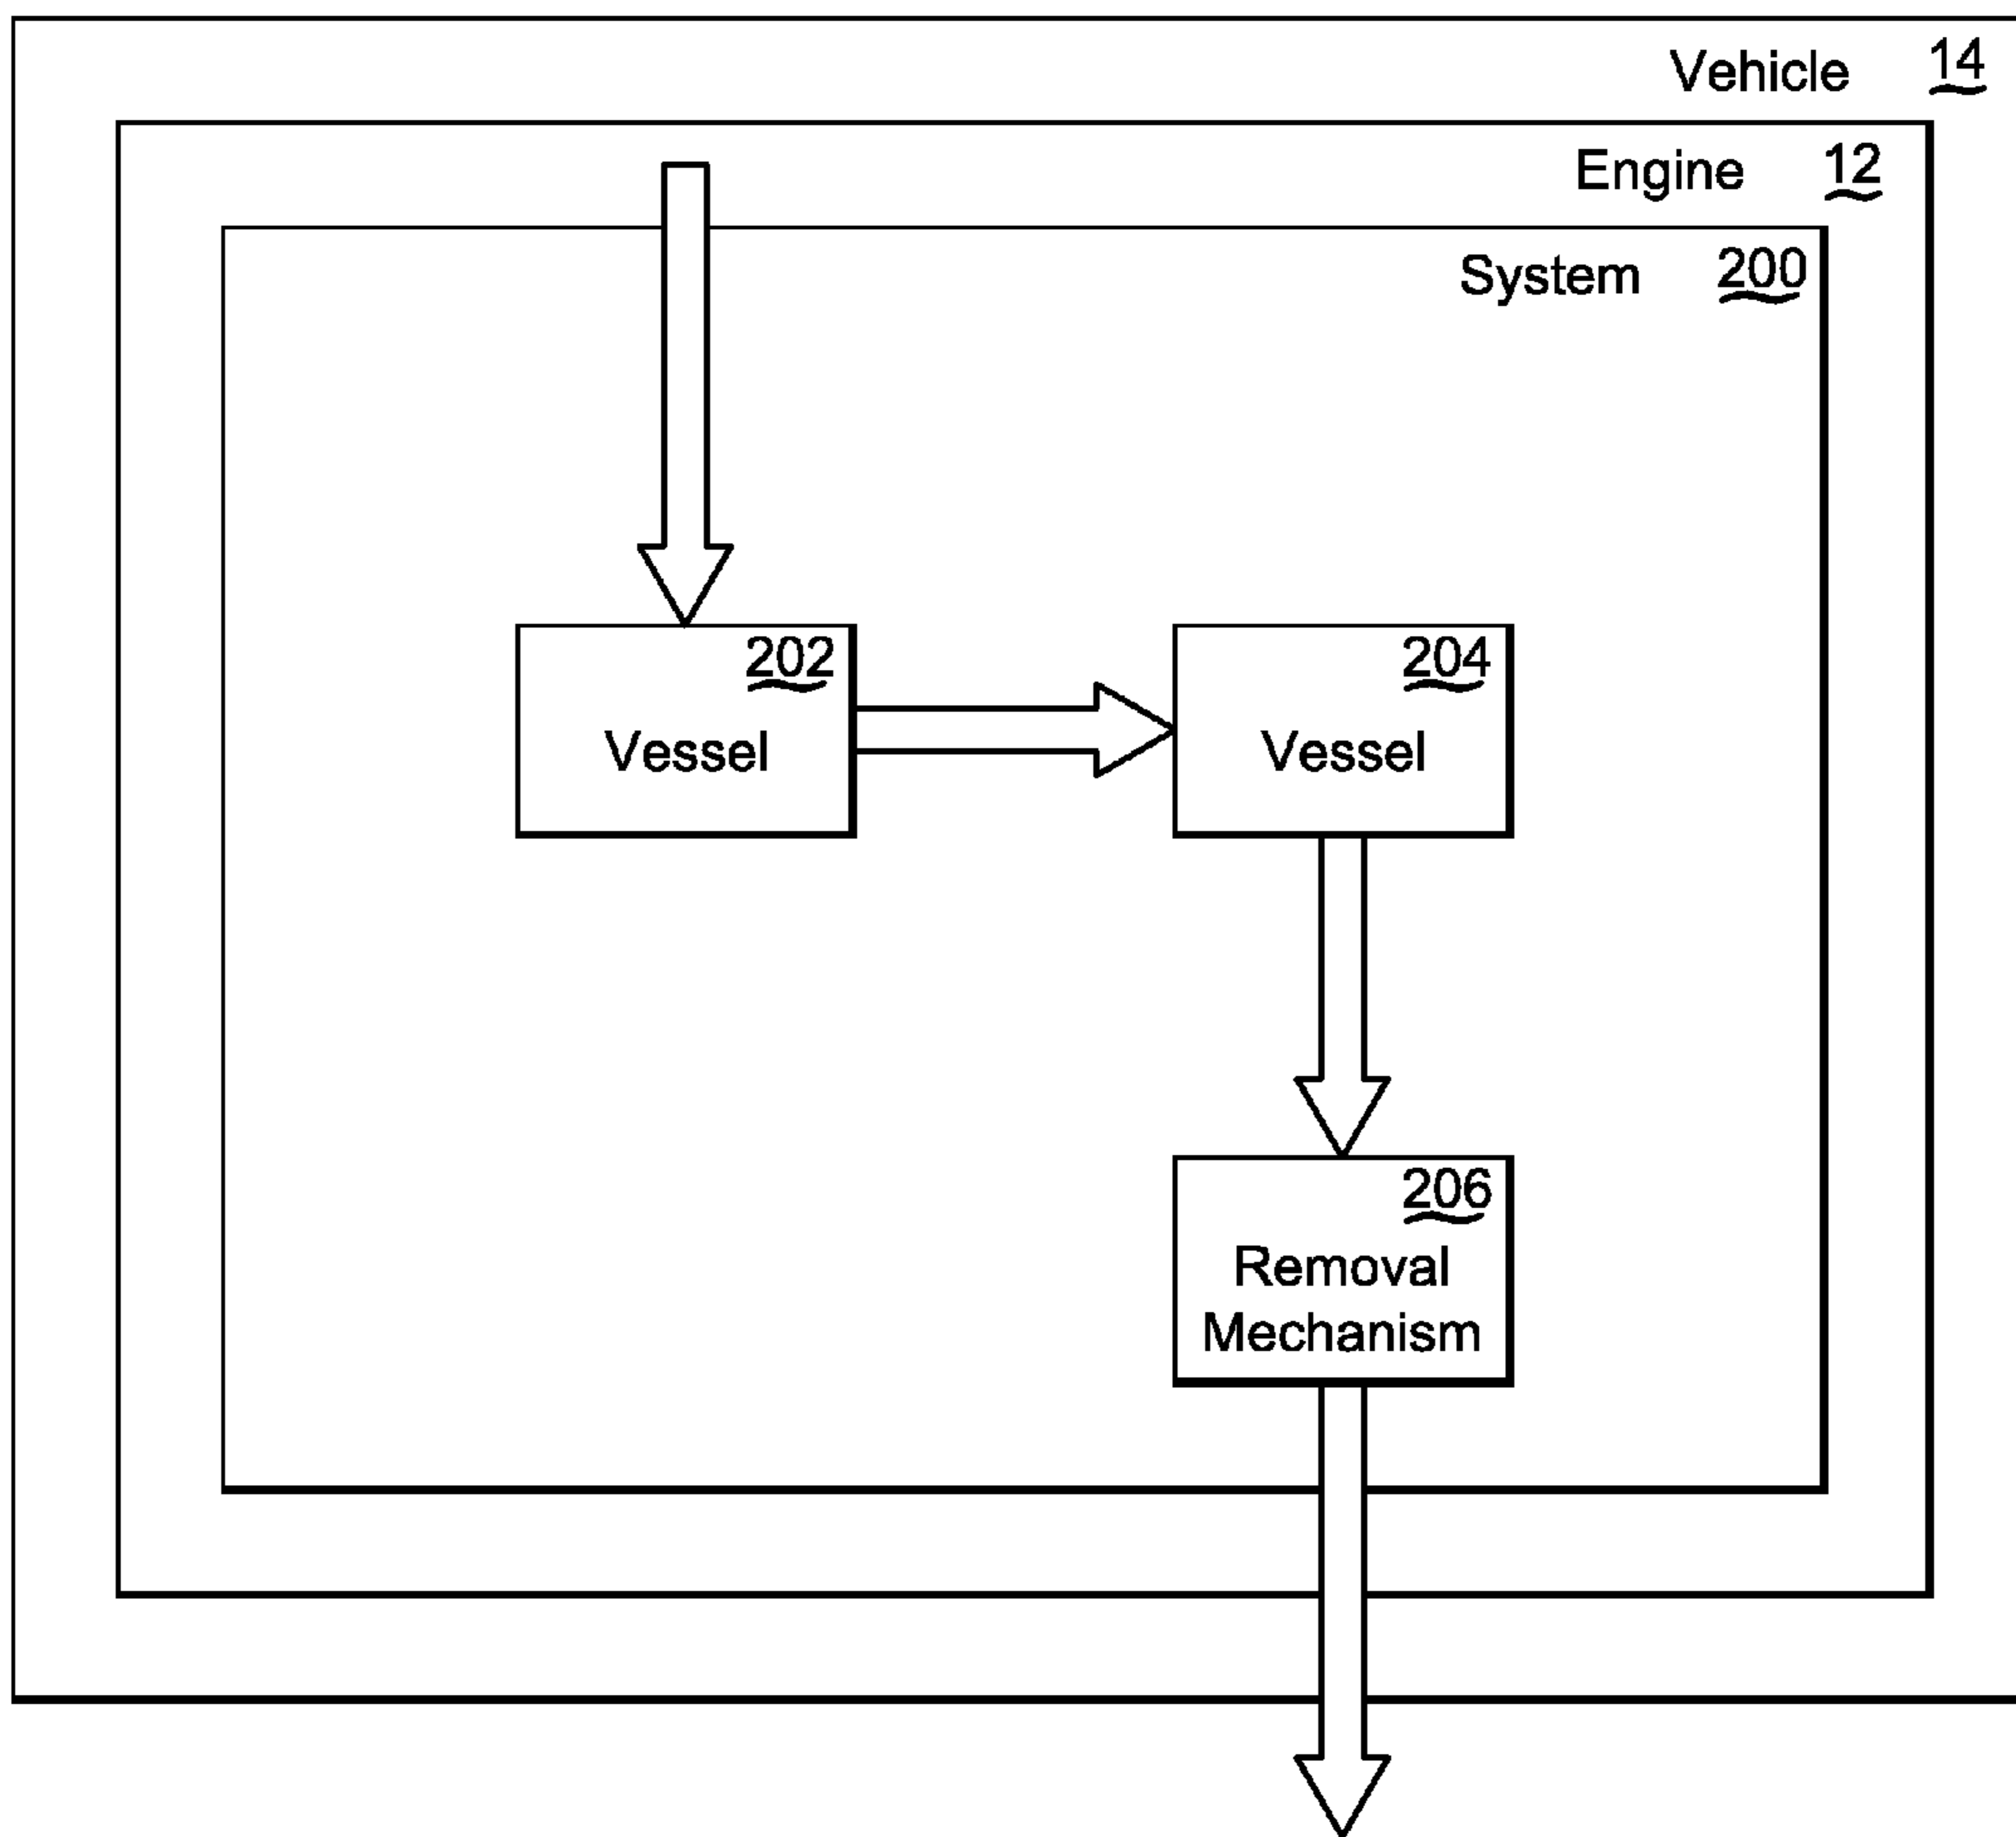 Vehicle 14
Engine 12
System 200
202
Vessel
204
Vessel
206
Removal
Mechanism